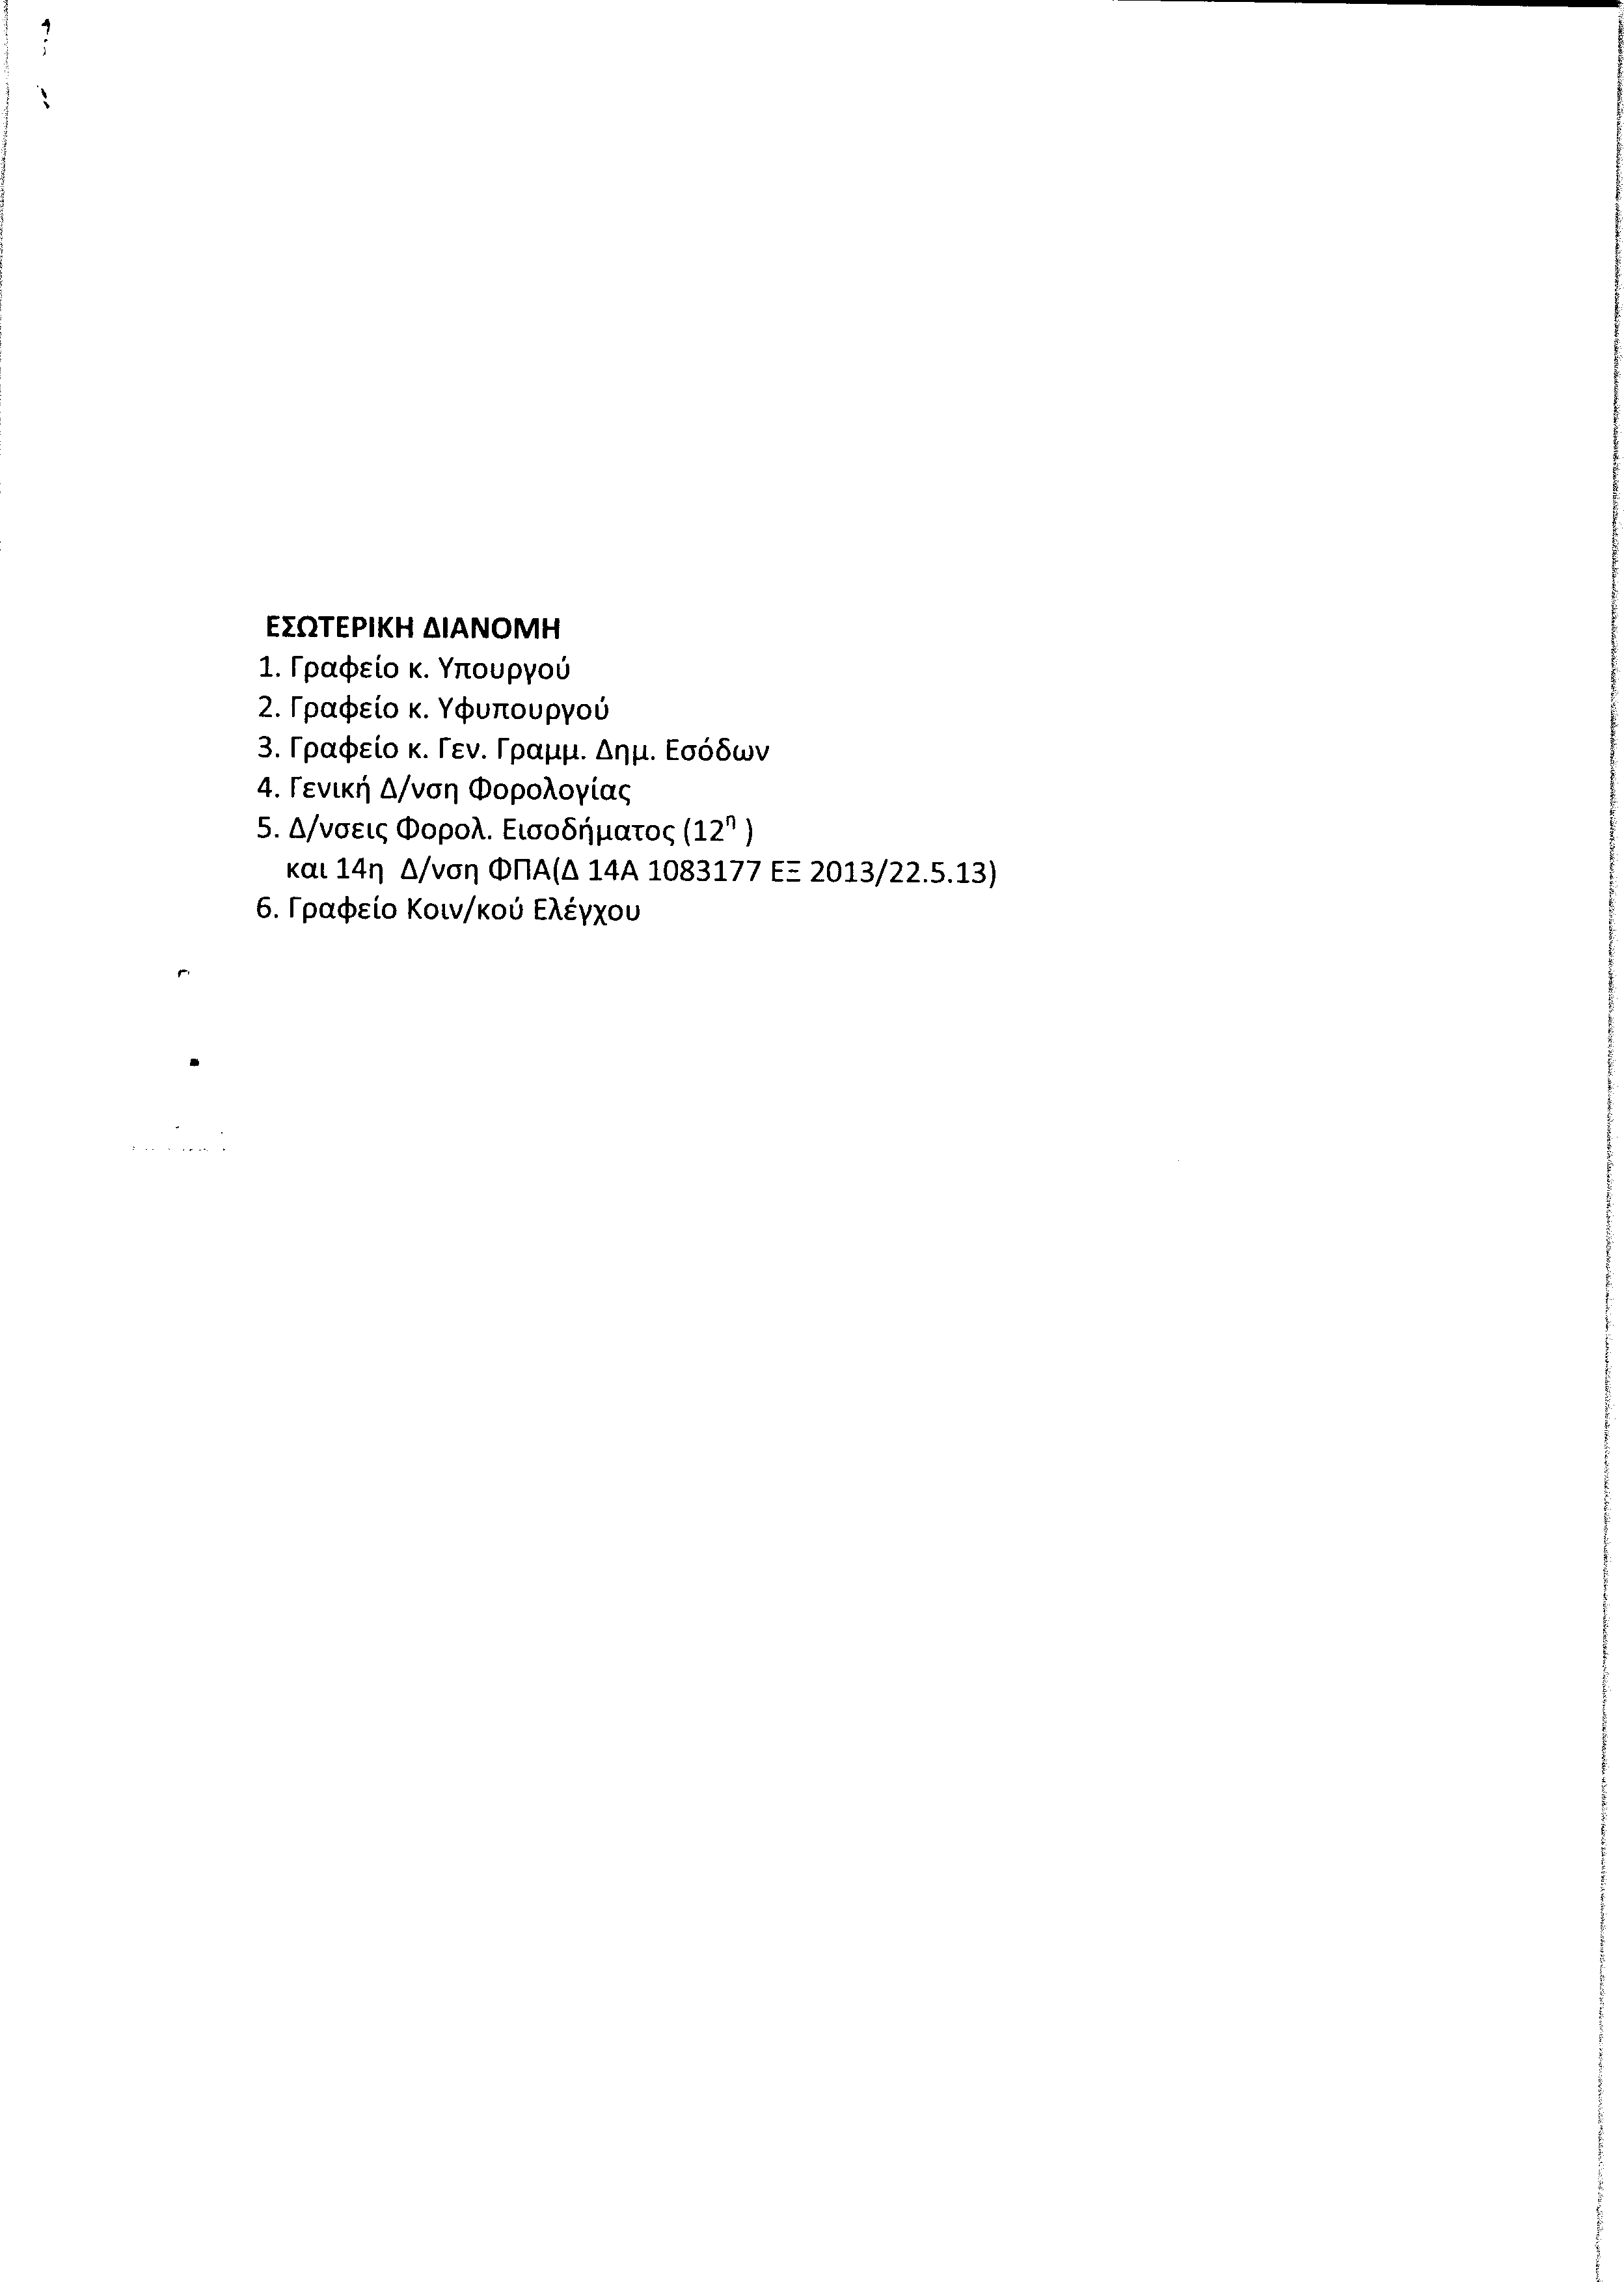 ΕΣΩΤΕΡΙΚΗ ΔΙΑΝΟΜΗ
1. Γραφείο κ. Υπουργού
2. Γραφείο κ. Υφυπουργού
3. Γραφείο κ. Γεν. Γραμμ. Δημ. Εσόδων
4. Γενική Δ/νση Φορολογίας
5. Δ/νσεις Φορολ. Εισοδήματος (12η )
και 14η Δ/νση ΦΠΑ(Δ 14Α 1083177 ΕΞ 2013/22.5.13)
6. Γραφείο Κοιν/κού Ελέγχου